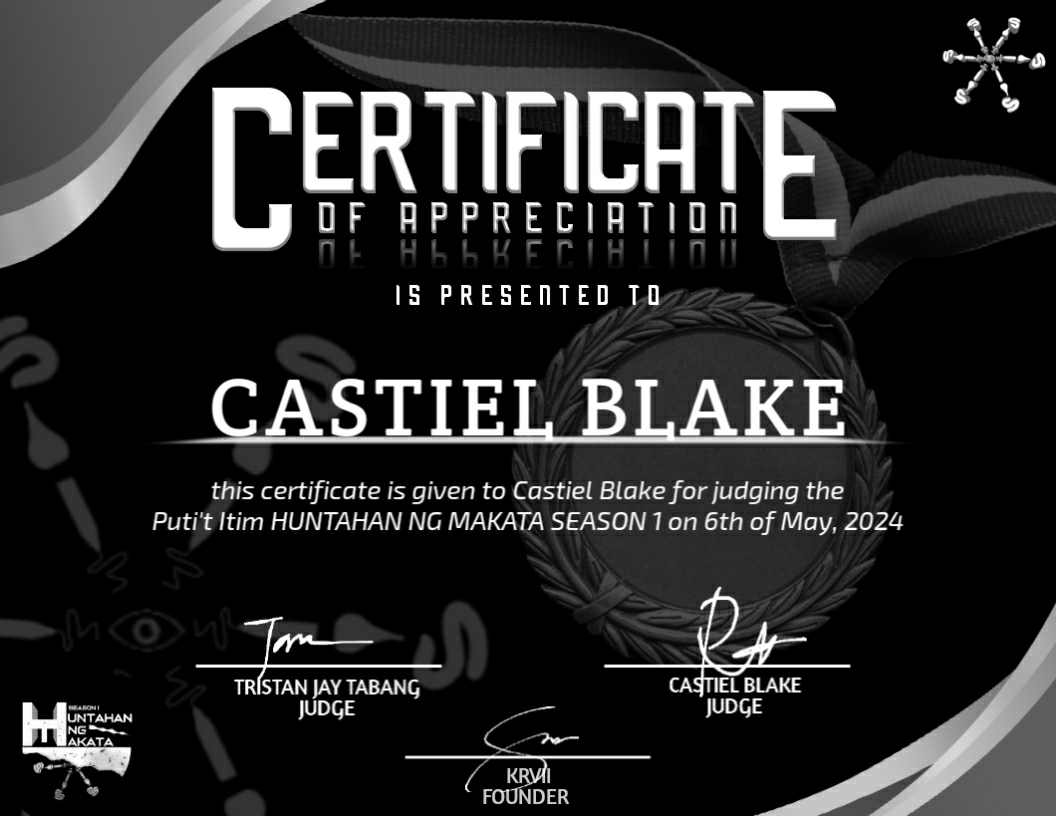 CERTIFICATE
OF APPRECIATION
IS PRESENTED TO
CASTIEL BLAKE
this certificate is given to Castiel Blake for judging the
Puti't Itim HUNTAHAN NG MAKATA SEASON 1 on 6th of May, 2024
TRISTAN JAY TABANG
JUDGE
CASTIEL BLAKE
JUDGE
SEASON 1
HUNTAHAN
NG
MAKATA
KRVII
FOUNDER